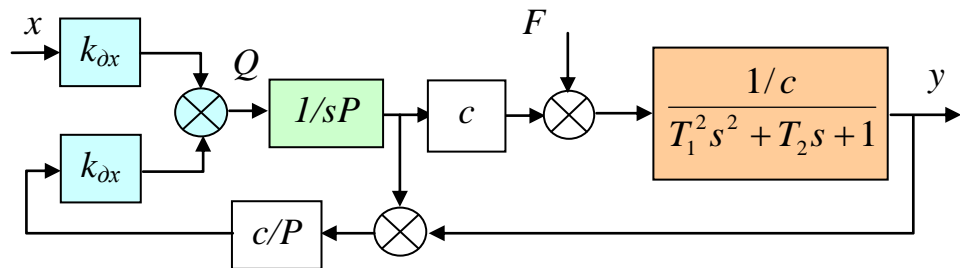 x
k∂x
Q
1/sP
c
F
1/c
T₁²s² + T₂s + 1
y
k∂x
c/P